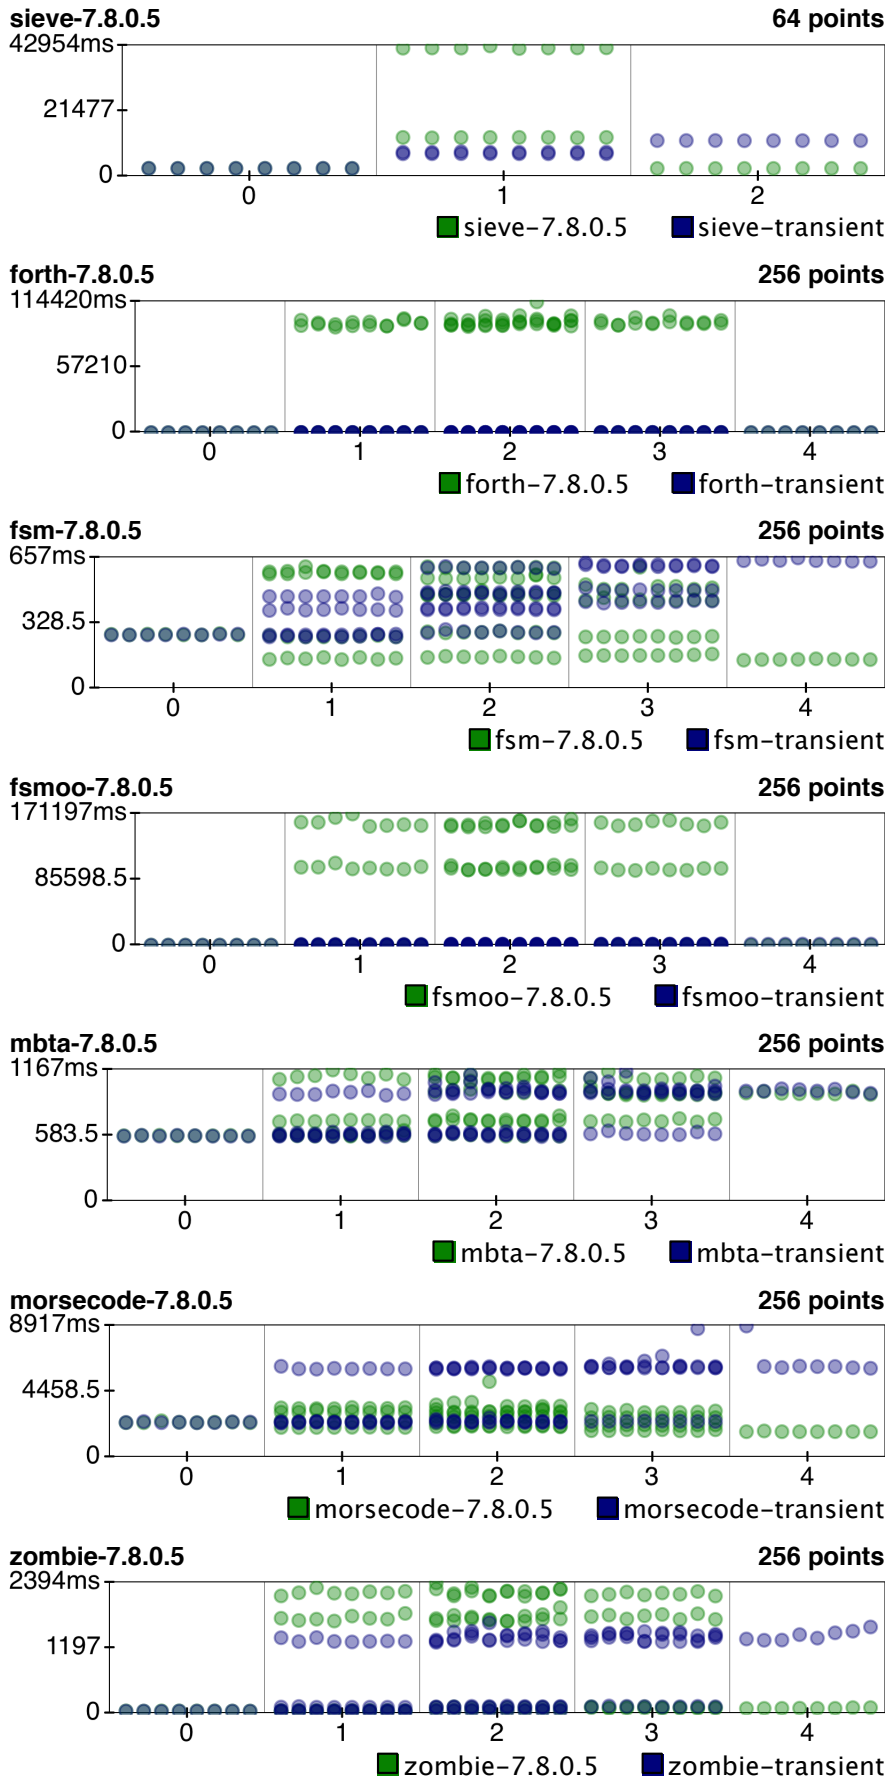 sieve-7.8.0.5 64 points
42954ms
21477
0
0 1 2
sieve-7.8.0.5 sieve-transient
forth-7.8.0.5 256 points
114420ms
57210
0
0 1 2 3 4
forth-7.8.0.5 forth-transient
fsm-7.8.0.5 256 points
657ms
328.5
0
0 1 2 3 4
fsm-7.8.0.5 fsm-transient
fsmoo-7.8.0.5 256 points
171197ms
85598.5
0
0 1 2 3 4
fsmoo-7.8.0.5 fsmoo-transient
mbta-7.8.0.5 256 points
1167ms
583.5
0
0 1 2 3 4
mbta-7.8.0.5 mbta-transient
morsecode-7.8.0.5 256 points
8917ms
4458.5
0
0 1 2 3 4
morsecode-7.8.0.5 morsecode-transient
zombie-7.8.0.5 256 points
2394ms
1197
0
0 1 2 3 4
zombie-7.8.0.5 zombie-transient